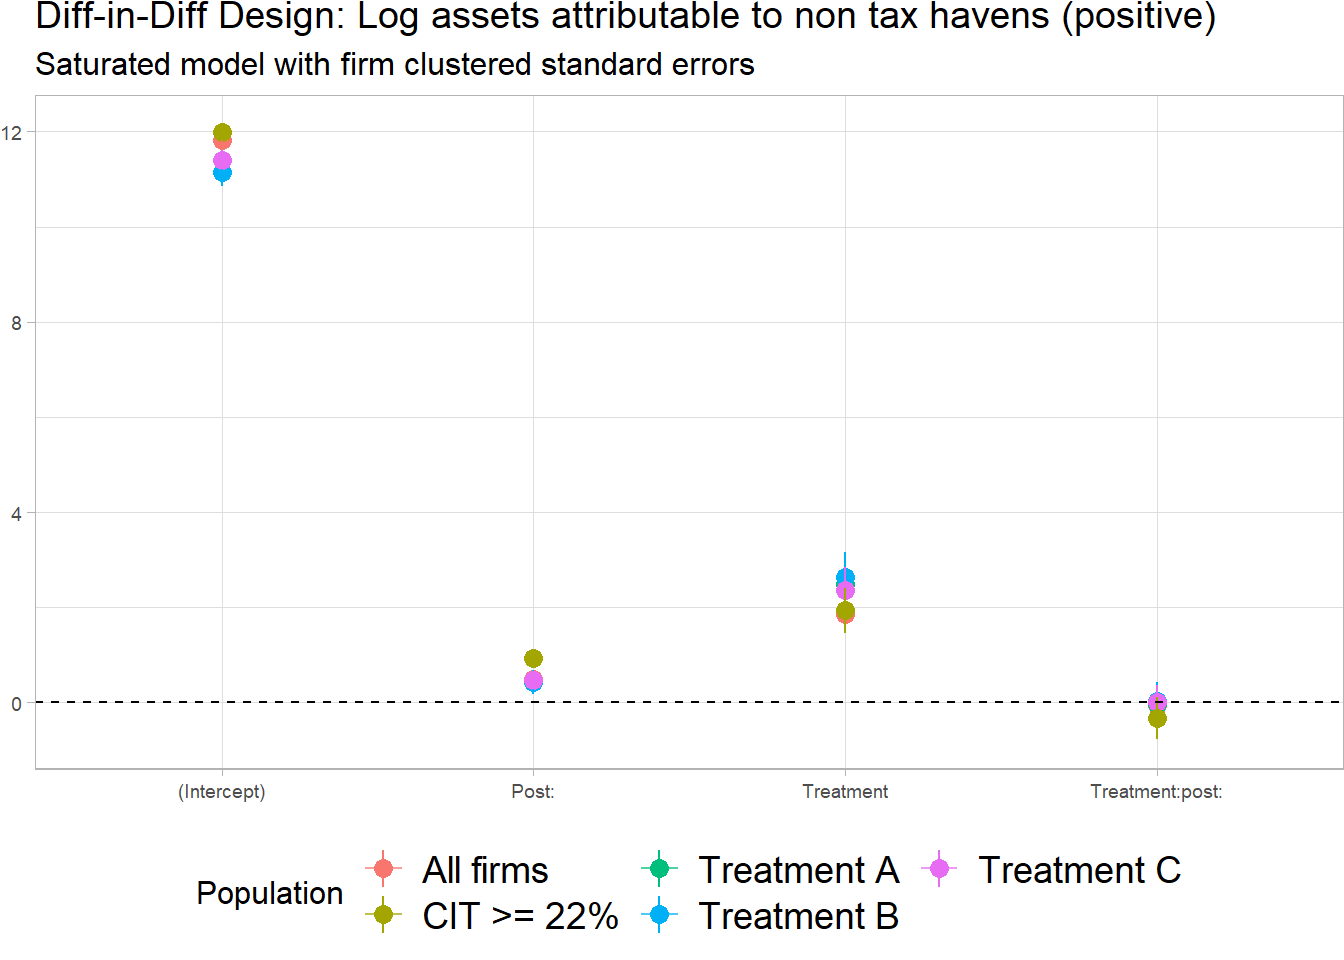 Diff-in-Diff Design: Log assets attributable to non tax havens (positive)
Saturated model with firm clustered standard errors
12
8
4
0
(Intercept) Post: Treatment Treatment:post:
Population
All firms Treatment A Treatment C
CIT >= 22% Treatment B